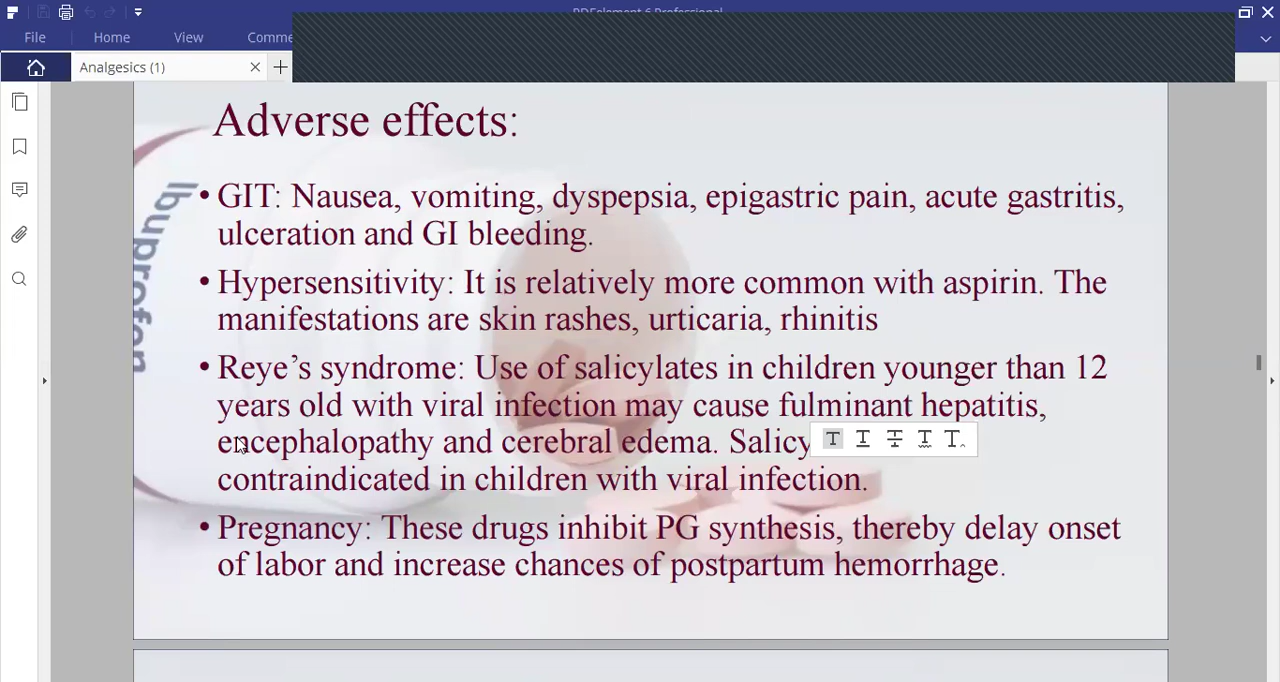 File Home View Comme
Analgesics (1)
Adverse effects:
• GIT: Nausea, vomiting, dyspepsia, epigastric pain, acute gastritis,
ulceration and GI bleeding.
• Hypersensitivity: It is relatively more common with aspirin. The
manifestations are skin rashes, urticaria, rhinitis
• Reye's syndrome: Use of salicylates in children younger than 12
years old with viral infection may cause fulminant hepatitis,
encephalopathy and cerebral edema. Salicy
contraindicated in children with viral infection.
• Pregnancy: These drugs inhibit PG synthesis, thereby delay onset
of labor and increase chances of postpartum hemorrhage.
Ibuprofen